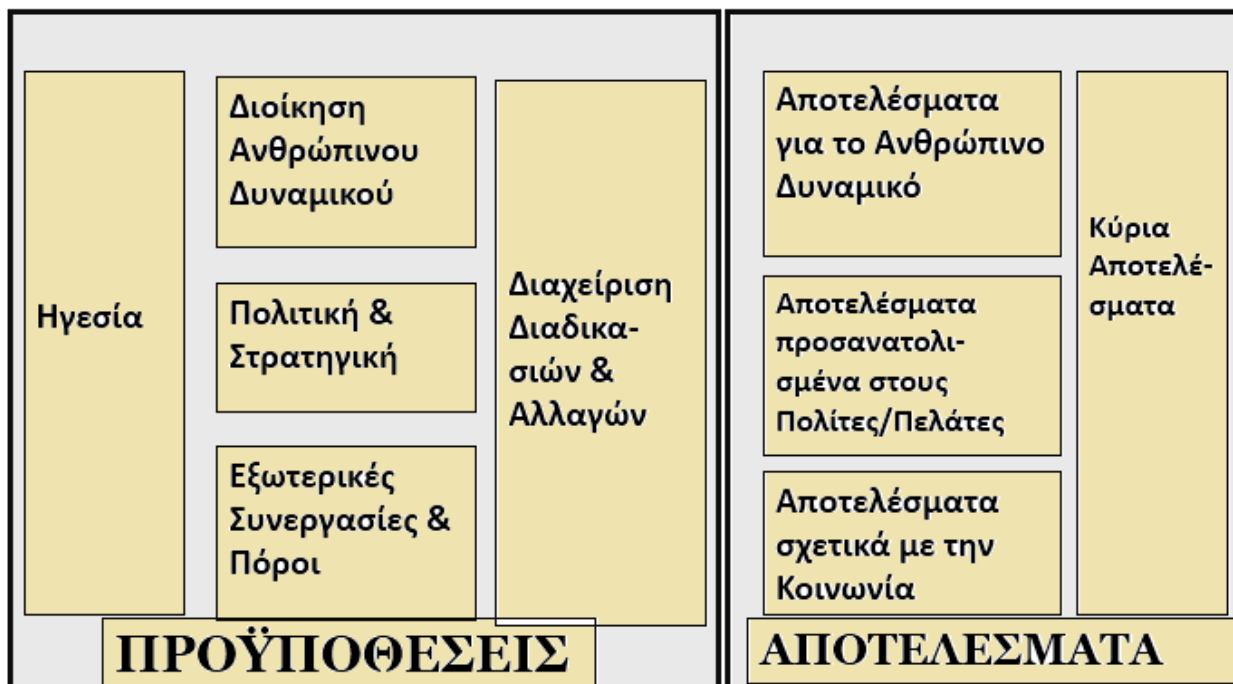 Ηγεσία
Διοίκηση
Ανθρώπινου
Δυναμικού
Πολιτική &
Στρατηγική
Εξωτερικές
Συνεργασίες &
Πόροι
Διαχείριση
Διαδικα-
σιών &
Αλλαγών
ΠΡΟΫΠΟΘΕΣΕΙΣ
Αποτελέσματα
για το Ανθρώπινο
Δυναμικό
Αποτελέσματα
προσανατολι-
σμένα στους
Πολίτες/Πελάτες
Αποτελέσματα
σχετικά με την
Κοινωνία
Κύρια
Αποτελέ-
σματα
ΑΠΟΤΕΛΕΣΜΑΤΑ